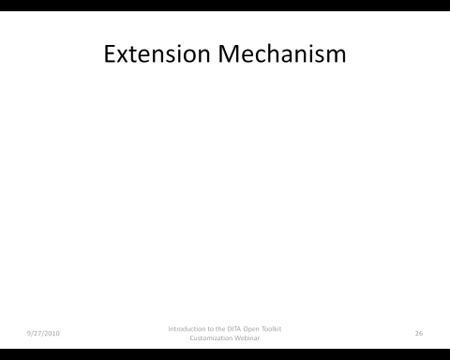 Extension Mechanism
9/27/2010
Introduction to the DITA Open Toolkit
Customization Webinar
26